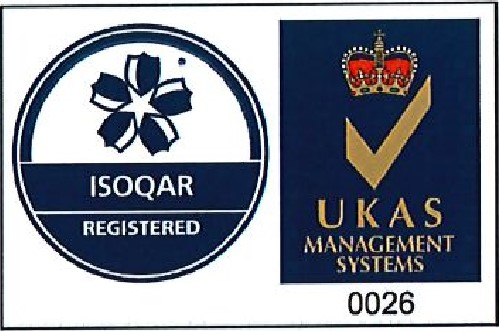 ISOQAR
REGISTERED
UKAS
MANAGEMENT
SYSTEMS
0026